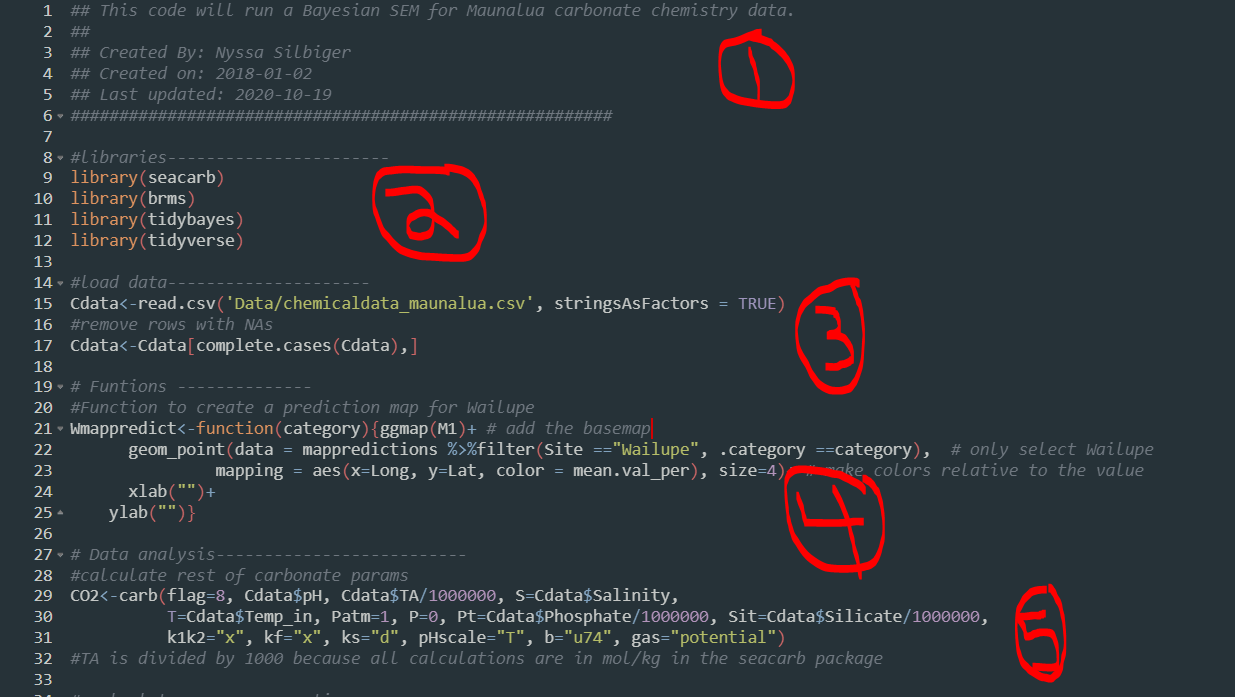 1 ## This code will run a Bayesian SEM for Maunalua carbonate chemistry data.
2 ##
3 ## Created By: Nyssa Silbiger
4 ## Created on: 2018-01-02
5 ## Last updated: 2020-10-19
6 ########################################################
1
7
8 #libraries-----------------------
9 library(seacarb)
10 library(brms)
11 library(tidybayes)
12 library(tidyverse)
2
13
14 #load data---------------------
15 Cdata<-read.csv('Data/chemicaldata_maunalua.csv', stringsAsFactors = TRUE)
16 #remove rows with NAs
17 Cdata<-Cdata[complete.cases(Cdata),]
3
18
19 # Funtions --------------
20 #Function to create a prediction map for Wailupe
21 Wmappredict<-function(category){ggmap(M1)+ # add the basemap
22 geom_point(data = mappredictions %>%filter(Site =="Wailupe", .category ==category), # only select Wailupe
23 mapping = aes(x=Long, y=Lat, color = mean.val_per), size=4) # make colors relative to the value
24 xlab("")+
25 ylab("")}
4
26
27 # Data analysis--------------------------
28 #calculate rest of carbonate params
29 CO2<-carb(flag=8, Cdata$pH, Cdata$TA/1000000, S=Cdata$Salinity,
30 T=Cdata$Temp_in, Patm=1, P=0, Pt=Cdata$Phosphate/1000000, Sit=Cdata$Silicate/1000000,
31 k1k2="x", kf="x", ks="d", pHscale="T", b="u74", gas="potential")
5
32 #TA is divided by 1000 because all calculations are in mol/kg in the seacarb package
33